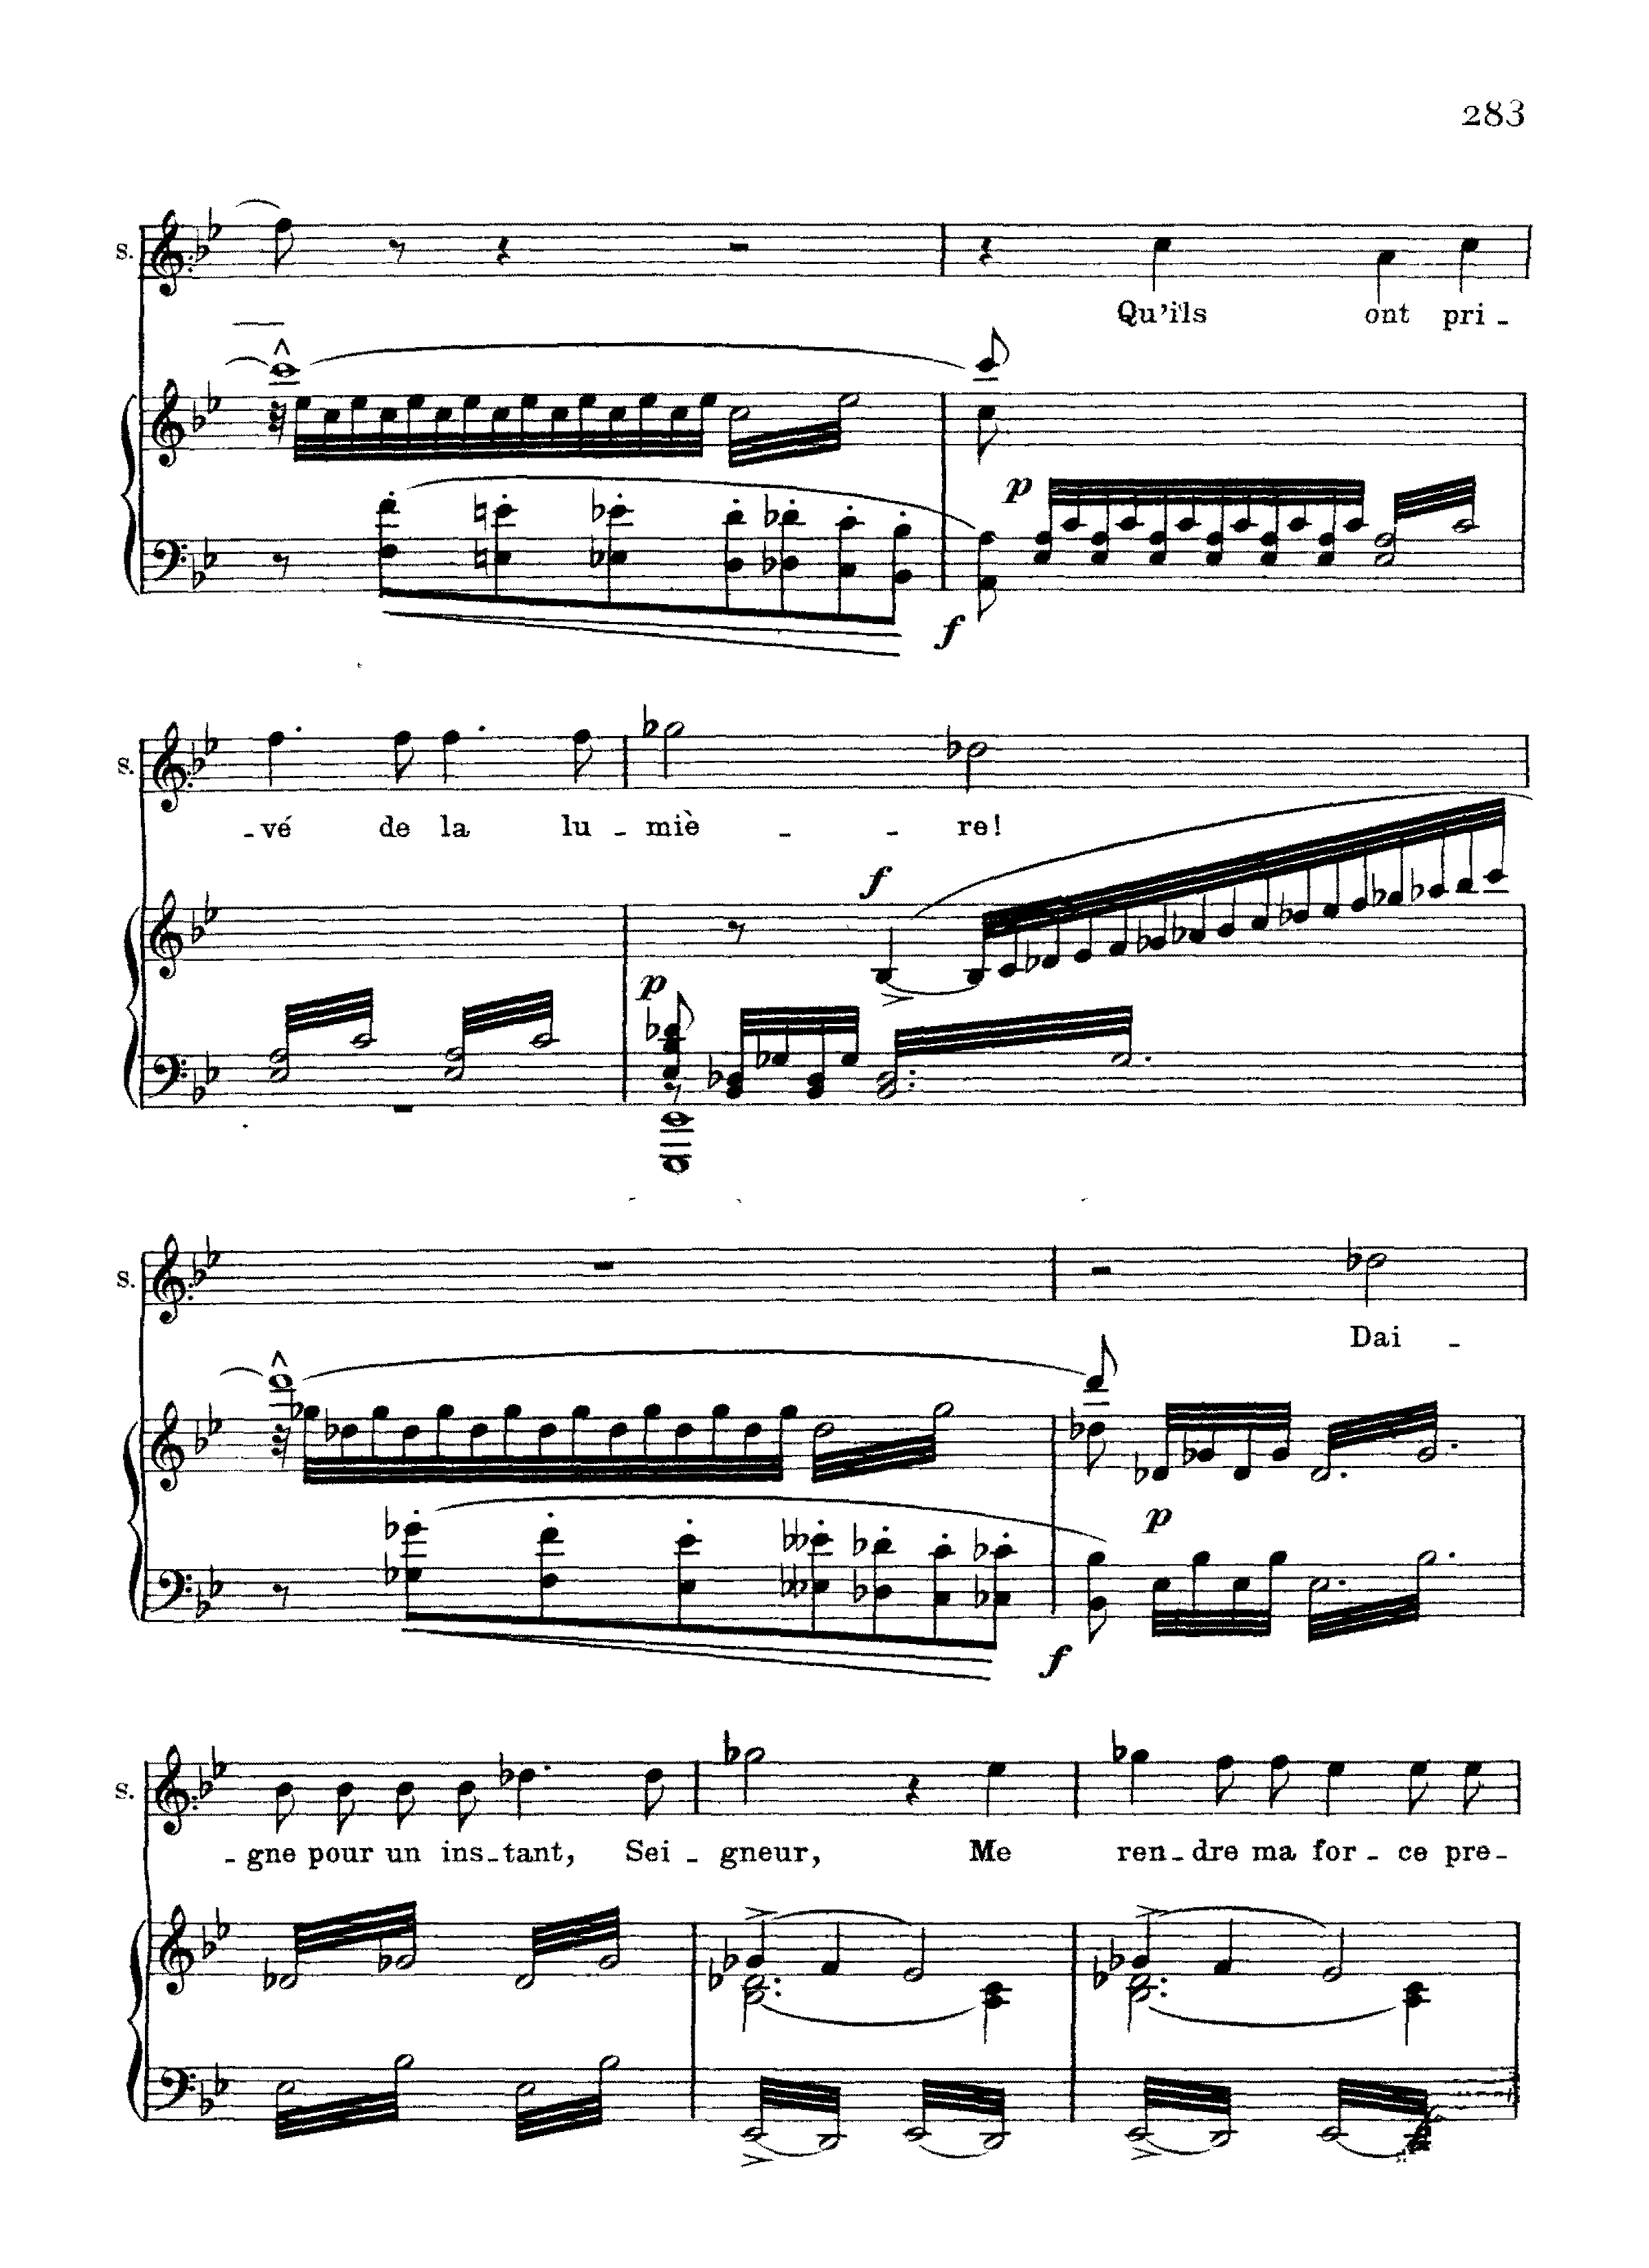 283
S.
Qu'ils ont pri -
p
f
S.
- vé de la lu - miè - - re!
f
p
S.
Dai -
p
f
S.
- gne pour un ins - tant, Sei - gneur, Me ren - dre ma for - ce pre -